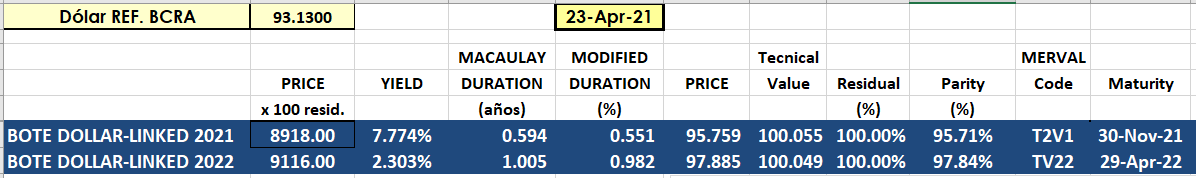 Dólar REF. BCRA 93.1300 23-Apr-21
MACAULAY MODIFIED Tecnical MERVAL
PRICE YIELD DURATION DURATION PRICE Value Residual Parity Code Maturity
x 100 resid. (años) (%) (%) (%)
BOTE DOLLAR-LINKED 2021 8918.00 7.774% 0.594 0.551 95.759 100.055 100.00% 95.71% T2V1 30-Nov-21
BOTE DOLLAR-LINKED 2022 9116.00 2.303% 1.005 0.982 97.885 100.049 100.00% 97.84% TV22 29-Apr-22